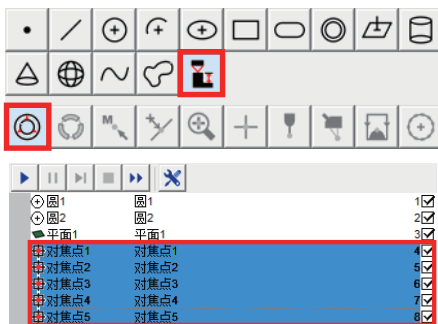 M
圆1 圆1 1
圆2 圆2 2
平面1 平面1 3
对焦点1 对焦点1 4
对焦点2 对焦点2 5
对焦点3 对焦点3 6
对焦点4 对焦点4 7
对焦点5 对焦点5 8